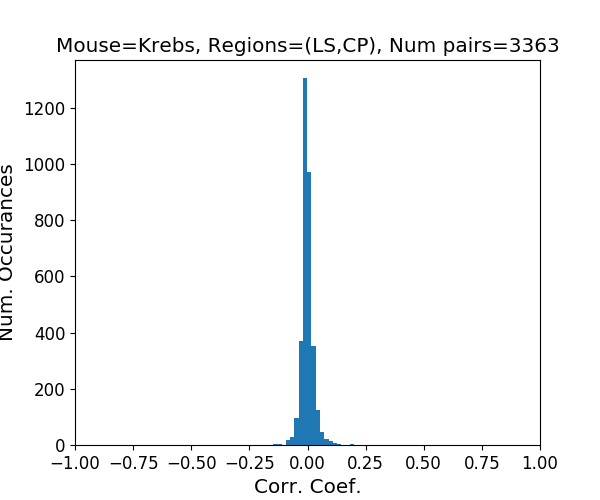 Mouse=Krebs, Regions=(LS,CP), Num pairs=3363
Num. Occurances
1200
1000
800
600
400
200
0
−1.00 −0.75 −0.50 −0.25 0.00 0.25 0.50 0.75 1.00
Corr. Coef.